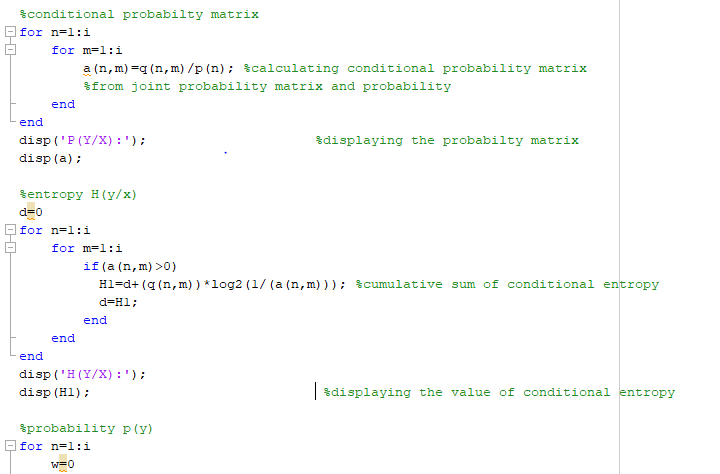 %conditional probabilty matrix
for n=1:i
    for m=1:i
        a(n,m)=q(n,m)/p(n); %calculating conditional probability matrix
        %from joint probability matrix and probability
    end
end
disp('P(Y/X):');                     %displaying the probabilty matrix
disp(a);

%entropy H(y/x)
d=0
for n=1:i
    for m=1:i
        if(a(n,m)>0)
          H1=d+(q(n,m))*log2(1/(a(n,m))); %cumulative sum of conditional entropy
          d=H1;
        end
    end
end
disp('H(Y/X):');
disp(H1);                             %displaying the value of conditional entropy

%probability p(y)
for n=1:i
    w=0